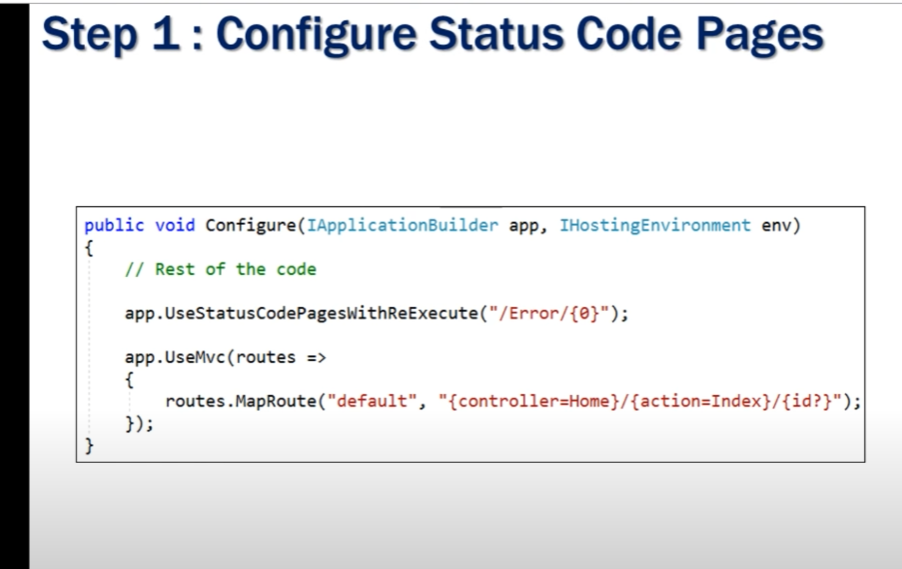 Step 1 : Configure Status Code Pages
public void Configure(IApplicationBuilder app, IHostingEnvironment env)
{
    // Rest of the code
    app.UseStatusCodePagesWithReExecute("/Error/{0}");
    app.UseMvc(routes =>
    {
        routes.MapRoute("default", "{controller=Home}/{action=Index}/{id?}");
    });
}